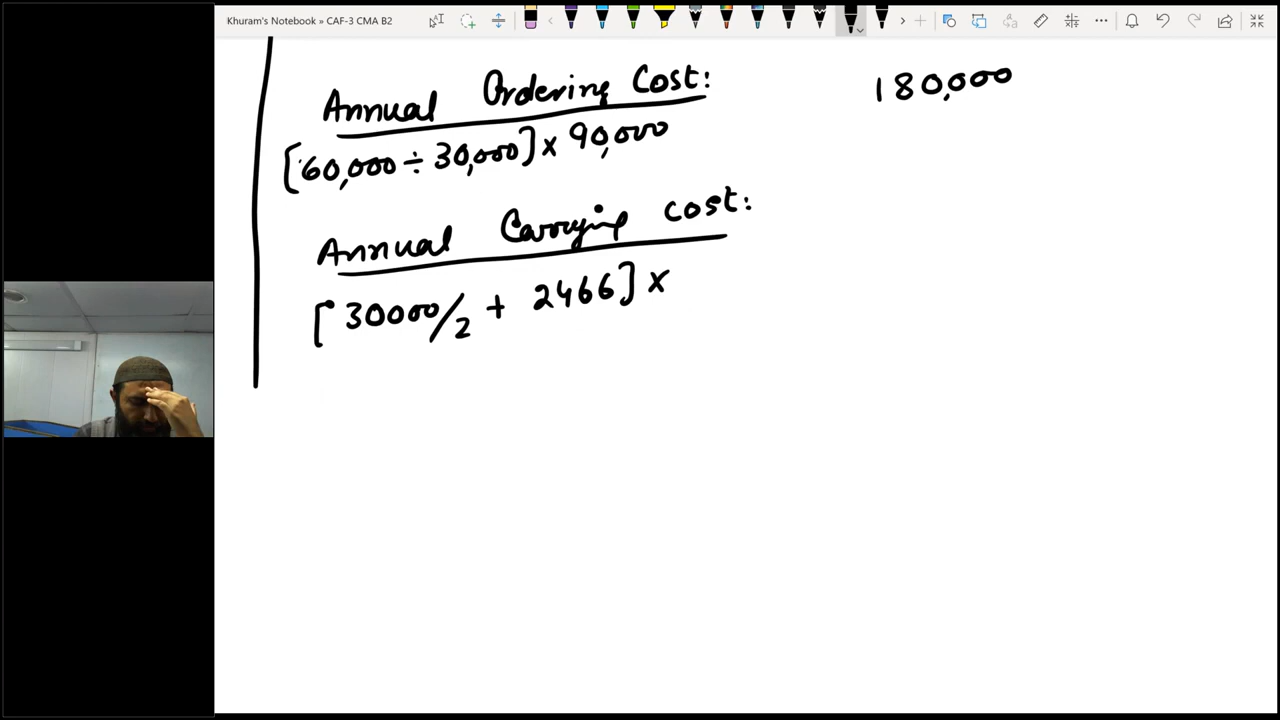 Khuram's Notebook » CAF-3 CMA B2
Annual Ordering Cost: 180,000
[60,000 ÷ 30,000] x 90,000
Annual Carrying Cost:
[30000/2 + 2466] x